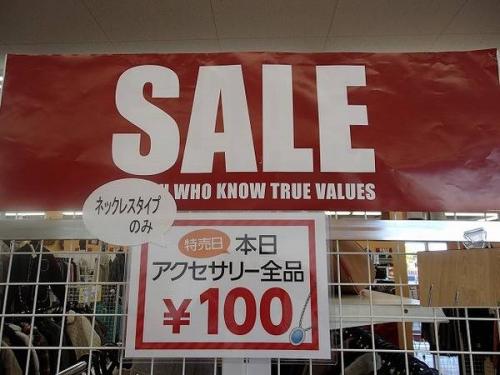 SALE
WHO KNOW TRUE VALUES
ネックレスタイプ
のみ
特売日 本日
アクセサリー全品
¥100